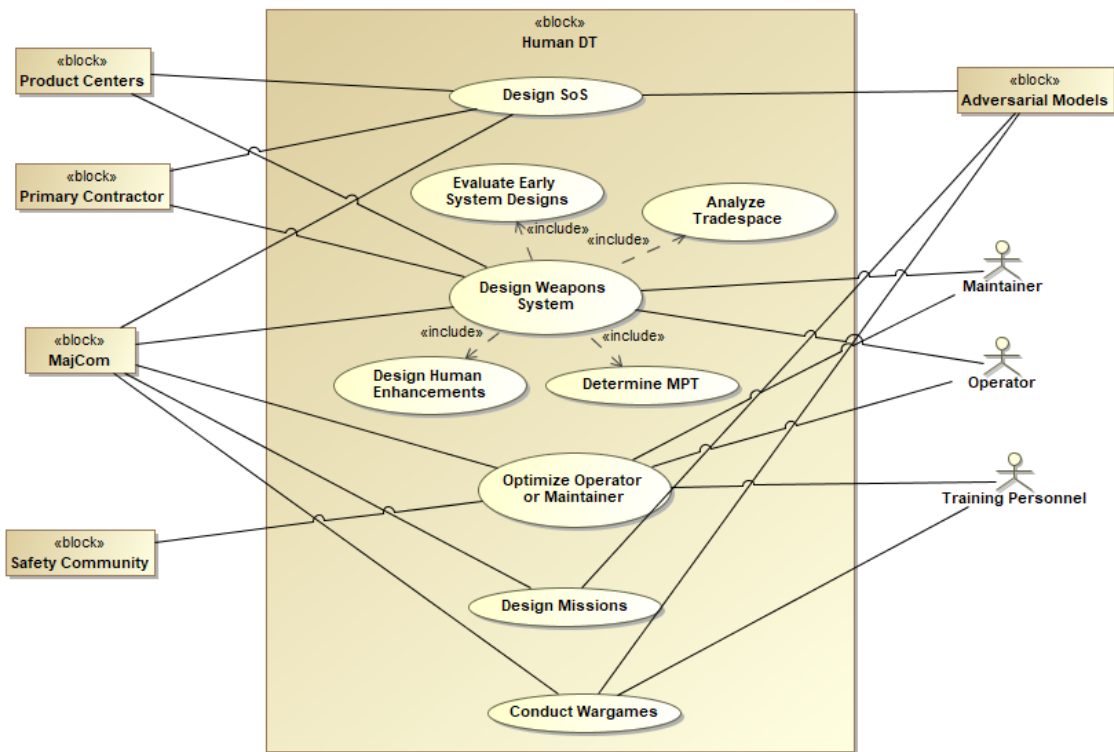 «block»
Human DT
«block»
Product Centers
Design SoS
«block»
Adversarial Models
«block»
Primary Contractor
Evaluate Early
System Designs
Analyze
Tradespace
«include»
«include»
Design Weapons
System
Maintainer
«block»
MajCom
«include»
«include»
Design Human
Enhancements
Determine MPT
Operator
Optimize Operator
or Maintainer
Training Personnel
«block»
Safety Community
Design Missions
Conduct Wargames